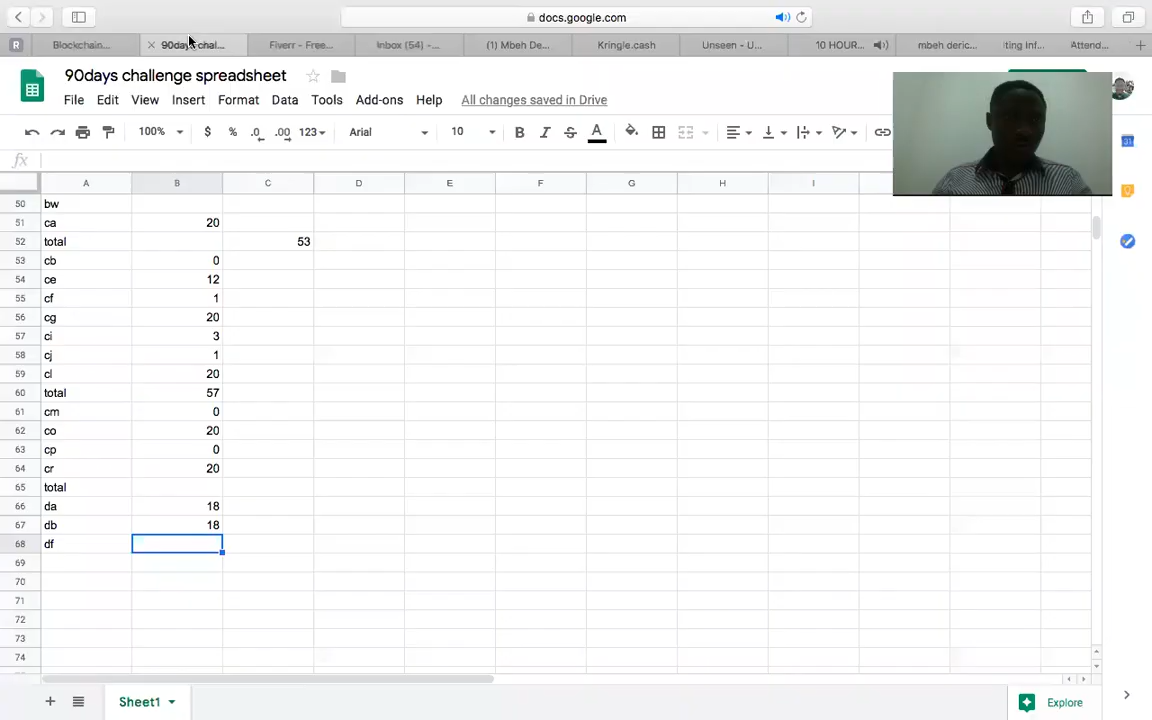 docs.google.com
R Blockchain... 90days chal... Fiverr - Free... Inbox (54) -... (1) Mbeh De... Kringle.cash Unseen - U... 10 HOUR... mbeh deric... iting Inf... Attend...
90days challenge spreadsheet
File Edit View Insert Format Data Tools Add-ons Help All changes saved in Drive
100% $ % .0 .00 123 Arial 10 B I S A
fx
A B C D E F G H I
50 bw
51 ca 20
52 total 53
53 cb 0
54 ce 12
55 cf 1
56 cg 20
57 ci 3
58 cj 1
59 cl 20
60 total 57
61 cm 0
62 co 20
63 cp 0
64 cr 20
65 total
66 da 18
67 db 18
68 df
69
70
71
72
73
74
Sheet1 Explore